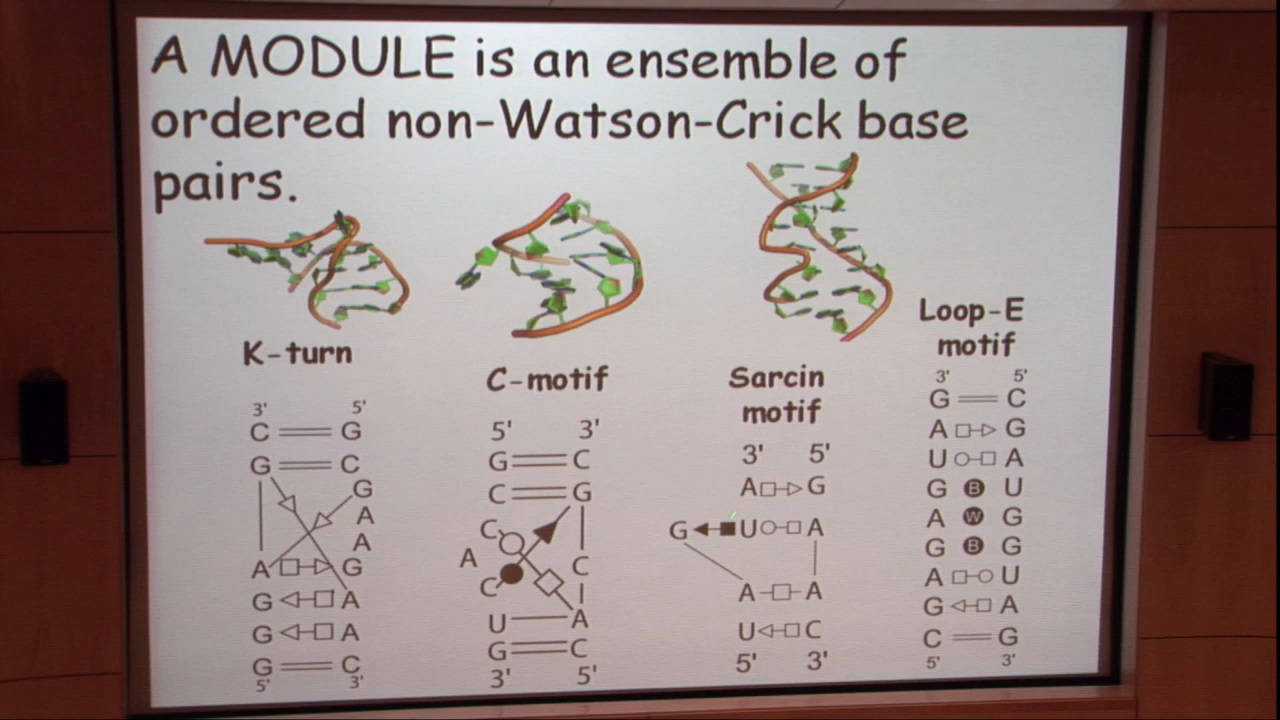 A MODULE is an ensemble of
ordered non-Watson-Crick base
pairs.
K-turn
3' 5'
C G
G C
G
A
A
A G
G A
G A
G C
5' 3'
C-motif
5' 3'
G C
C G
C
A
C C
U A
G C
3' 5'
Sarcin
motif
3' 5'
A G
G U A
A A
U C
5' 3'
Loop-E
motif
3' 5'
G C
A G
U A
G B U
A W G
G B G
A U
G A
C G
5' 3'